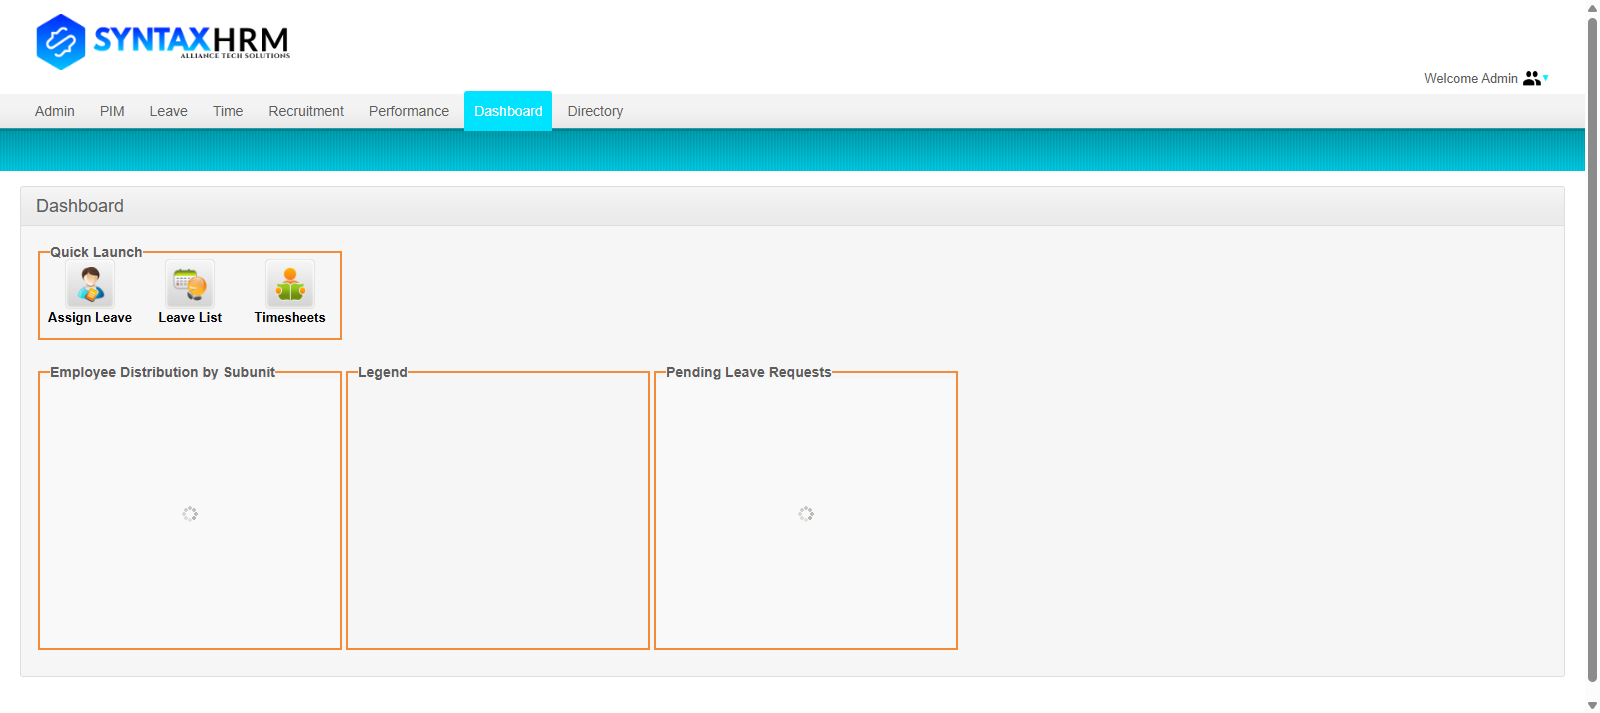 SYNTAXHRM
ALLIANCE TECH SOLUTIONS
Welcome Admin
Admin PIM Leave Time Recruitment Performance Dashboard Directory
Dashboard
Quick Launch
Assign Leave Leave List Timesheets
Employee Distribution by Subunit Legend Pending Leave Requests